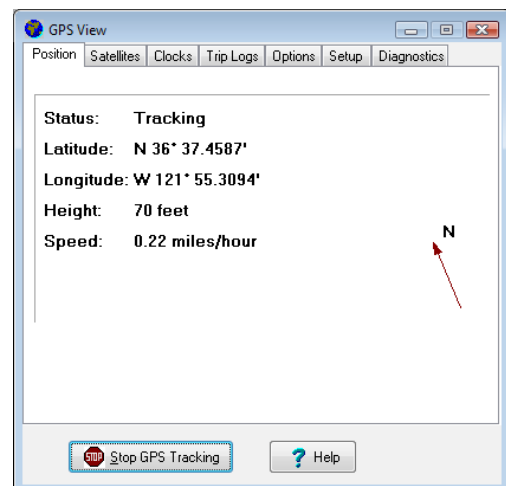 GPS View
Position Satellites Clocks Trip Logs Options Setup Diagnostics
Status: Tracking
Latitude: N 36° 37.4587'
Longitude: W 121° 55.3094'
Height: 70 feet
Speed: 0.22 miles/hour
N
STOP Stop GPS Tracking ? Help